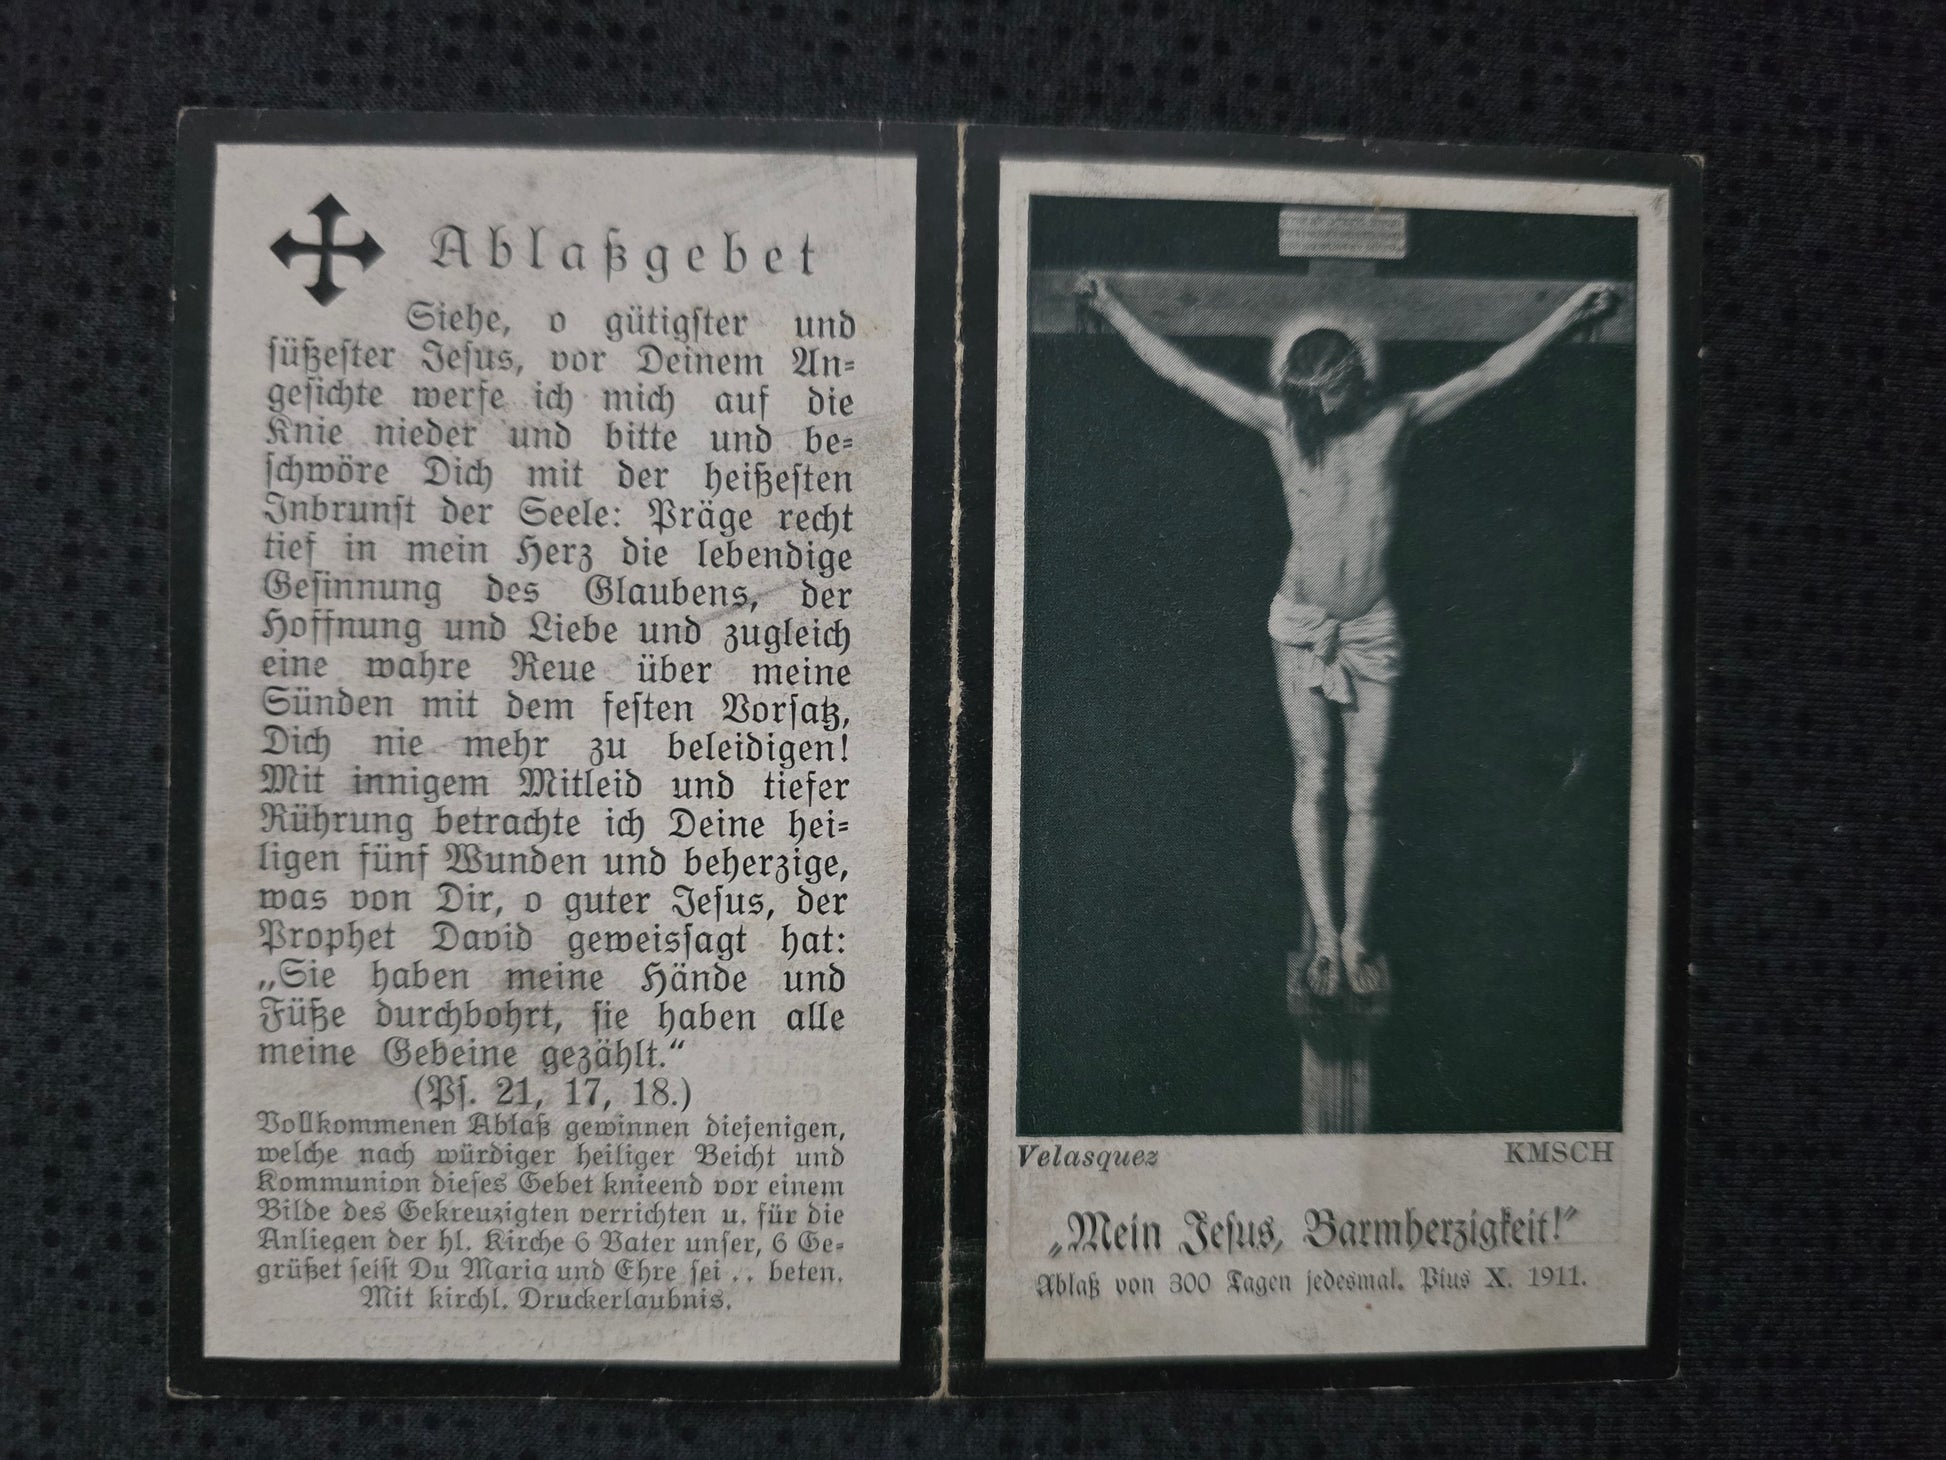 Ablaßgebet
Siehe, o gütigster und
süßester Jesus, vor Deinem An-
gesichte werfe ich mich auf die
Knie nieder und bitte und be-
schwöre Dich mit der heißesten
Inbrunst der Seele: Präge recht
tief in mein Herz die lebendige
Gesinnung des Glaubens, der
Hoffnung und Liebe und zugleich
eine wahre Reue über meine
Sünden mit dem festen Vorsatz,
Dich nie mehr zu beleidigen!
Mit innigem Mitleid und tiefer
Rührung betrachte ich Deine hei-
ligen fünf Wunden und beherzige,
was von Dir, o guter Jesus, der
Prophet David geweissagt hat:
„Sie haben meine Hände und
Füße durchbohrt, sie haben alle
meine Gebeine gezählt.“
(Ps. 21, 17, 18.)
Vollkommenen Ablaß gewinnen diejenigen,
welche nach würdiger heiliger Beicht und
Kommunion dieses Gebet knieend vor einem
Bilde des Gekreuzigten verrichten u. für die
Anliegen der hl. Kirche 6 Vater unser, 6 Ge-
grüßet seist Du Maria und Ehre sei .. beten.
Mit kirchl. Druckerlaubnis.
Velasquez KMSCH
„Mein Jesus, Barmherzigkeit!“
Ablaß von 300 Tagen jedesmal. Pius X. 1911.